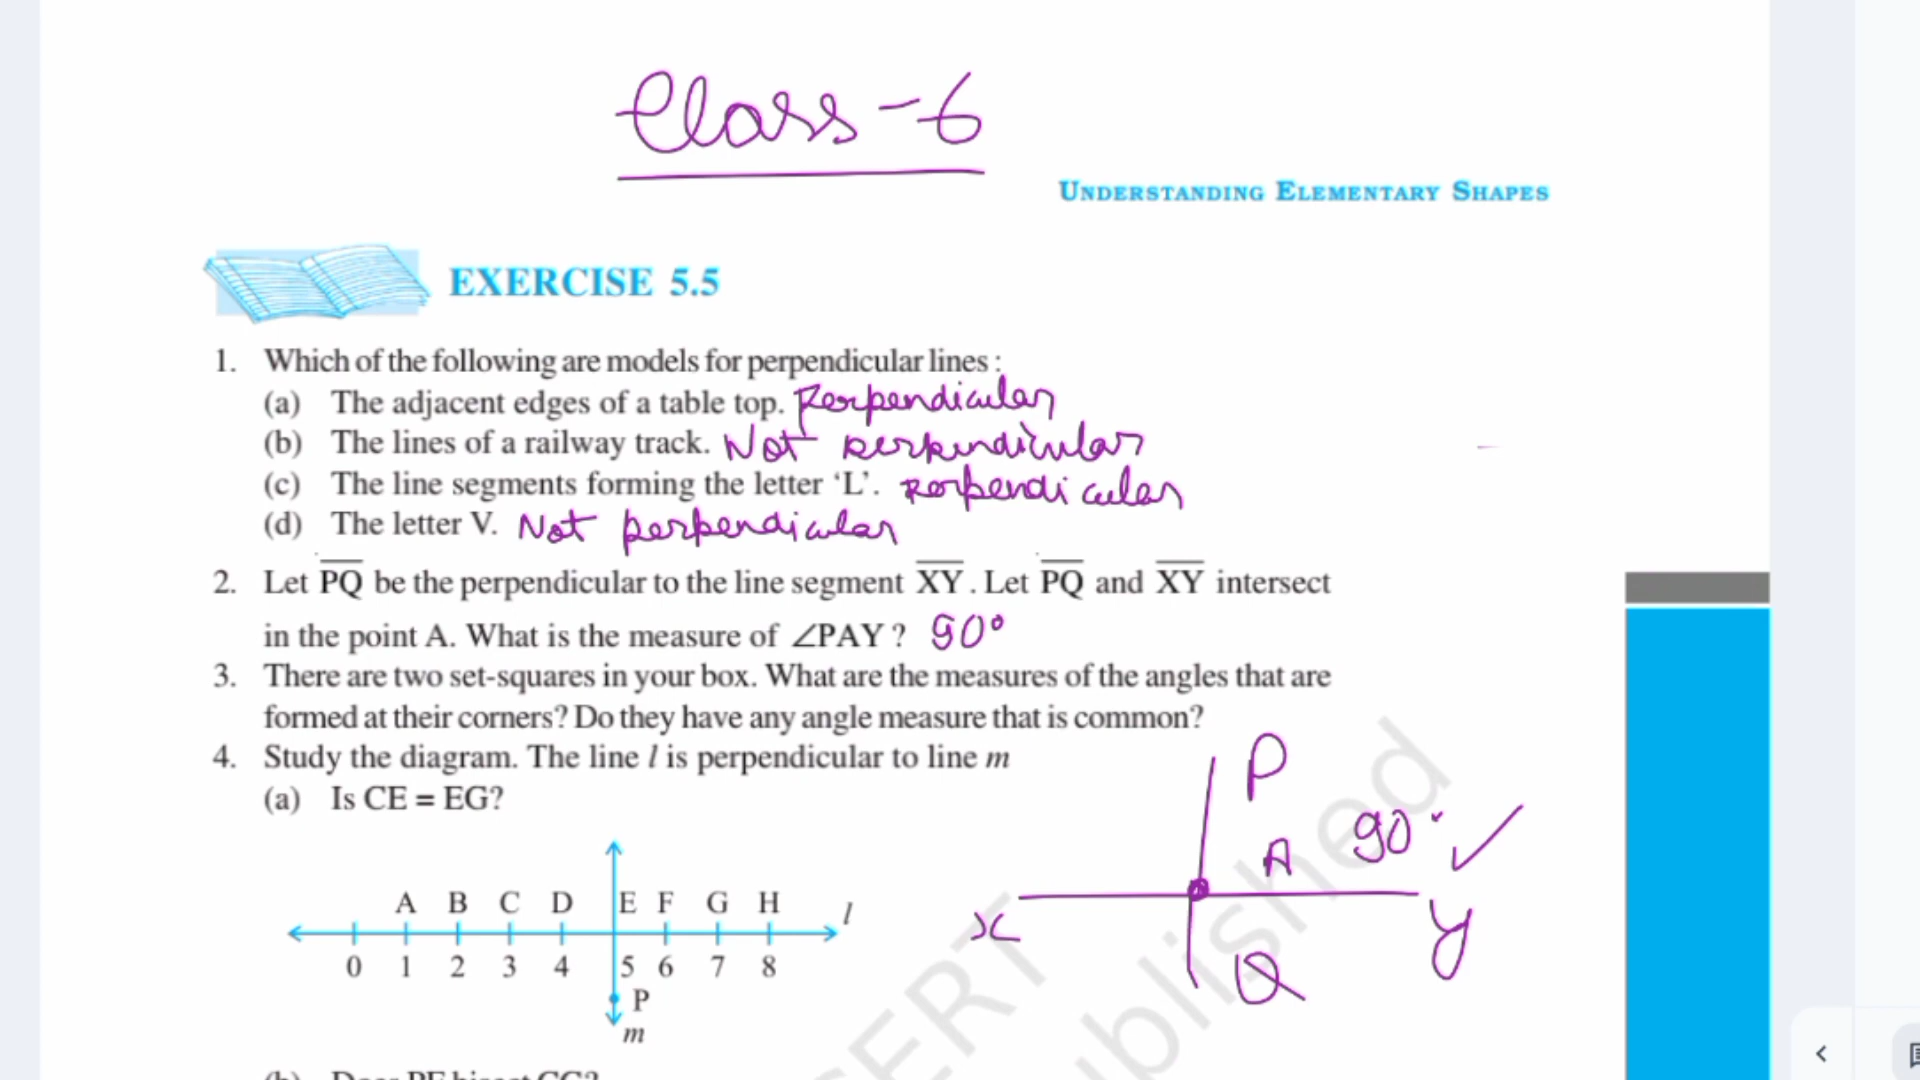 Class-6
UNDERSTANDING ELEMENTARY SHAPES
EXERCISE 5.5
1. Which of the following are models for perpendicular lines :
(a) The adjacent edges of a table top. Perpendicular
(b) The lines of a railway track. Not perpendicular
(c) The line segments forming the letter ‘L’. Perpendicular
(d) The letter V. Not perpendicular
2. Let PQ be the perpendicular to the line segment XY . Let PQ and XY intersect
in the point A. What is the measure of ∠PAY ? 90°
3. There are two set-squares in your box. What are the measures of the angles that are
formed at their corners? Do they have any angle measure that is common?
4. Study the diagram. The line l is perpendicular to line m
(a) Is CE = EG?
P
A 90°
X Y
Q
A B C D E F G H l
0 1 2 3 4 5 6 7 8
P
m